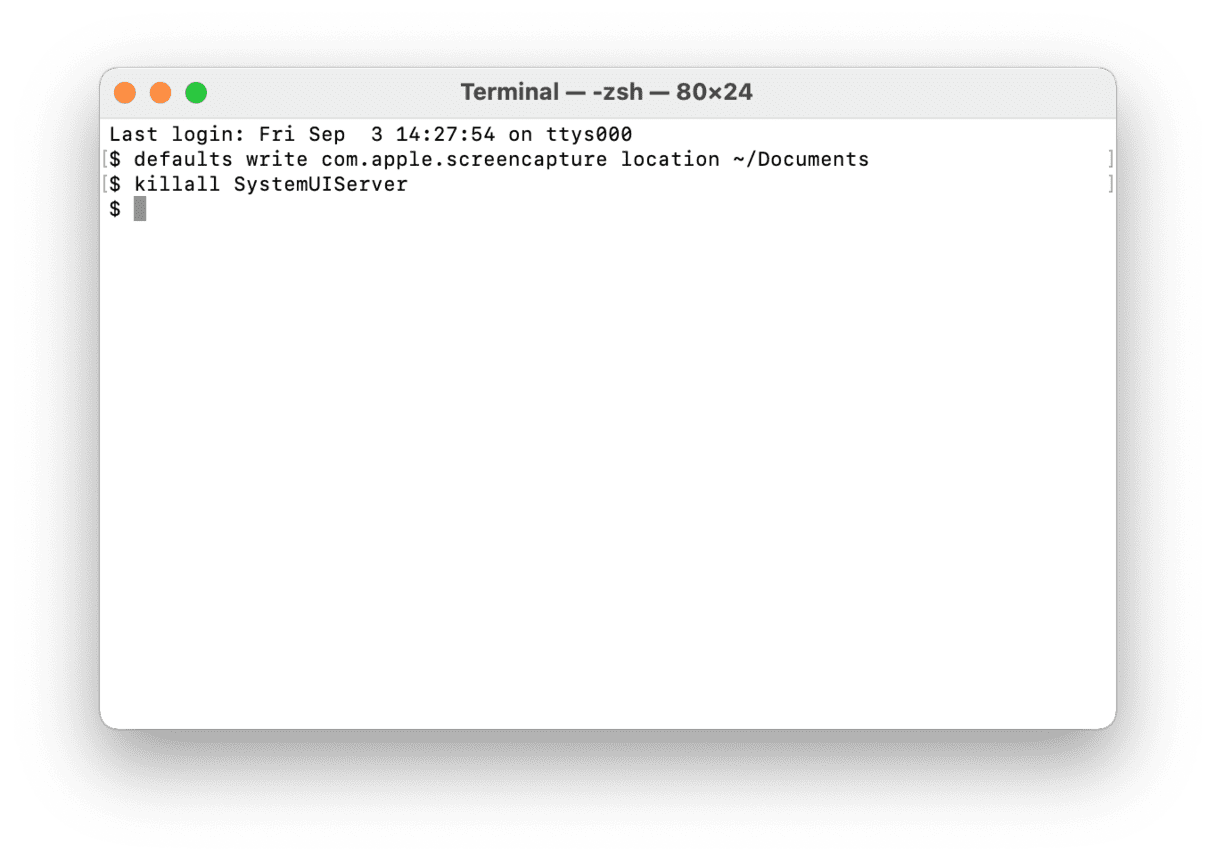 Terminal — -zsh — 80×24
Last login: Fri Sep  3 14:27:54 on ttys000
[$ defaults write com.apple.screencapture location ~/Documents ]
[$ killall SystemUIServer ]
$